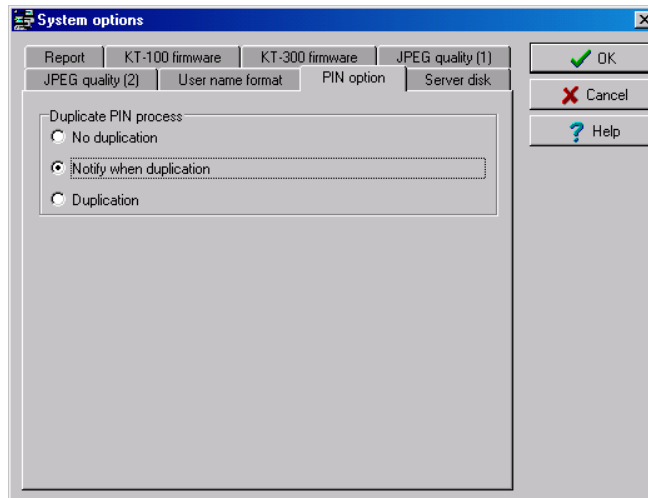 System options
Report KT-100 firmware KT-300 firmware JPEG quality (1)
JPEG quality (2) User name format PIN option Server disk
OK
Cancel
Help
Duplicate PIN process
No duplication
Notify when duplication
Duplication